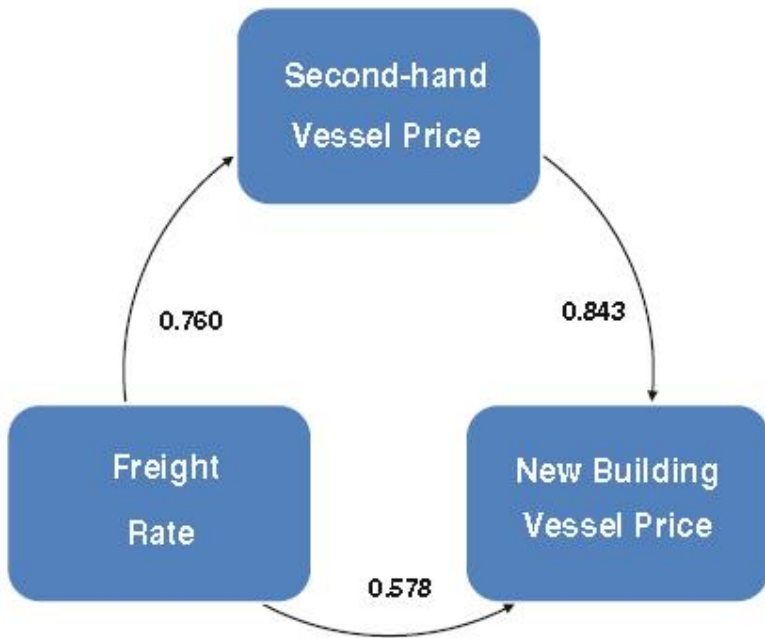 Second-hand
Vessel Price
0.760
0.843
Freight
Rate
New Building
Vessel Price
0.578